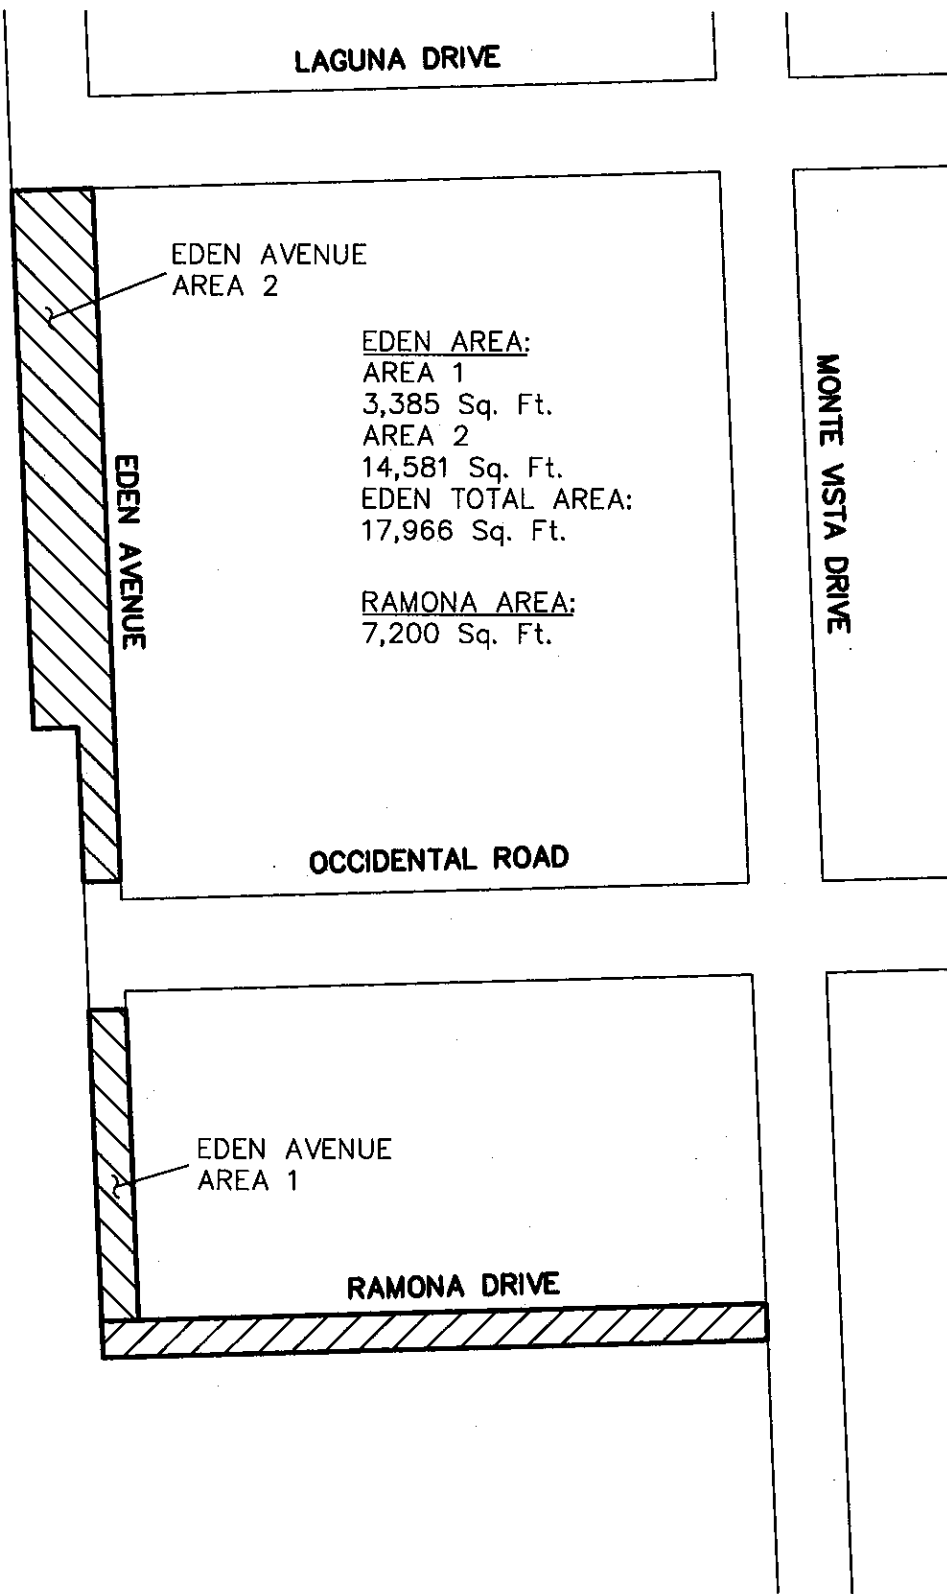 LAGUNA DRIVE
EDEN AVENUE
AREA 2
EDEN AREA:
AREA 1
3,385 Sq. Ft.
AREA 2
14,581 Sq. Ft.
EDEN TOTAL AREA:
17,966 Sq. Ft.
RAMONA AREA:
7,200 Sq. Ft.
EDEN AVENUE
MONTE VISTA DRIVE
OCCIDENTAL ROAD
EDEN AVENUE
AREA 1
RAMONA DRIVE